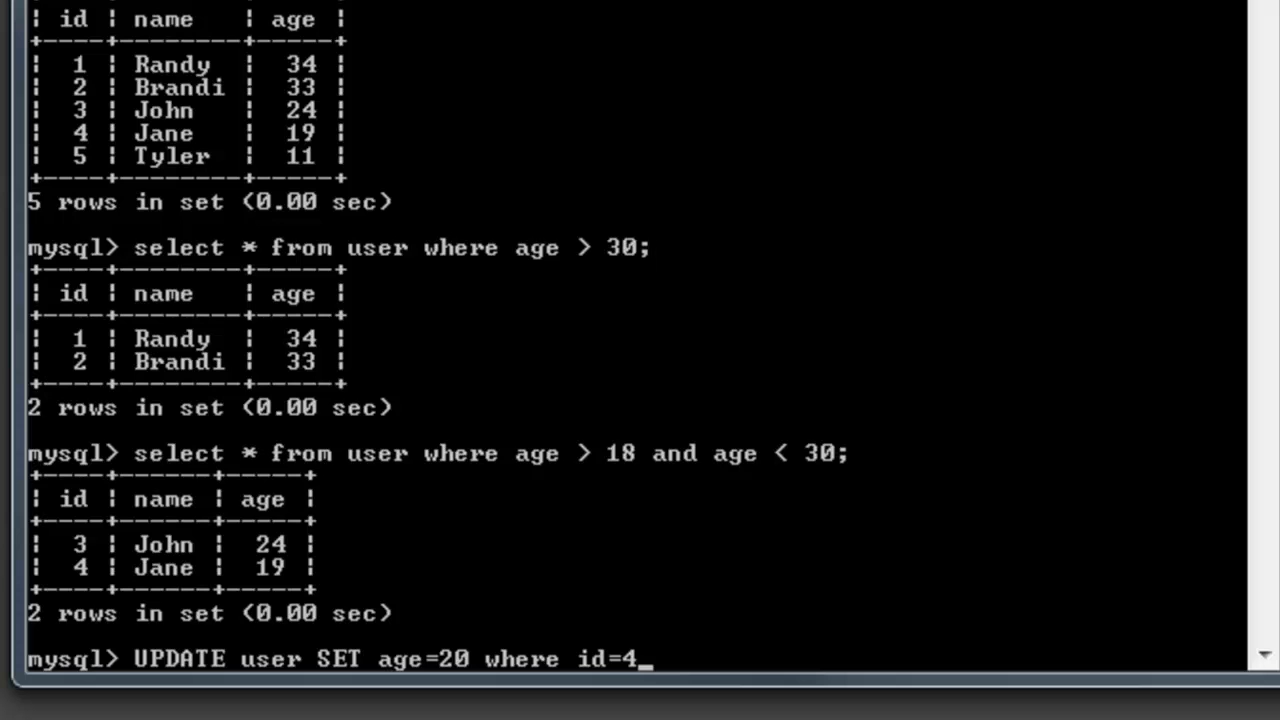 ¦ id ¦ name   ¦ age ¦
+----+--------+-----+
¦  1 ¦ Randy  ¦  34 ¦
¦  2 ¦ Brandi ¦  33 ¦
¦  3 ¦ John   ¦  24 ¦
¦  4 ¦ Jane   ¦  19 ¦
¦  5 ¦ Tyler  ¦  11 ¦
+----+--------+-----+
5 rows in set (0.00 sec)
mysql> select * from user where age > 30;
+----+--------+-----+
¦ id ¦ name   ¦ age ¦
+----+--------+-----+
¦  1 ¦ Randy  ¦  34 ¦
¦  2 ¦ Brandi ¦  33 ¦
+----+--------+-----+
2 rows in set (0.00 sec)
mysql> select * from user where age > 18 and age < 30;
+----+------+-----+
¦ id ¦ name ¦ age ¦
+----+------+-----+
¦  3 ¦ John ¦  24 ¦
¦  4 ¦ Jane ¦  19 ¦
+----+------+-----+
2 rows in set (0.00 sec)
mysql> UPDATE user SET age=20 where id=4_